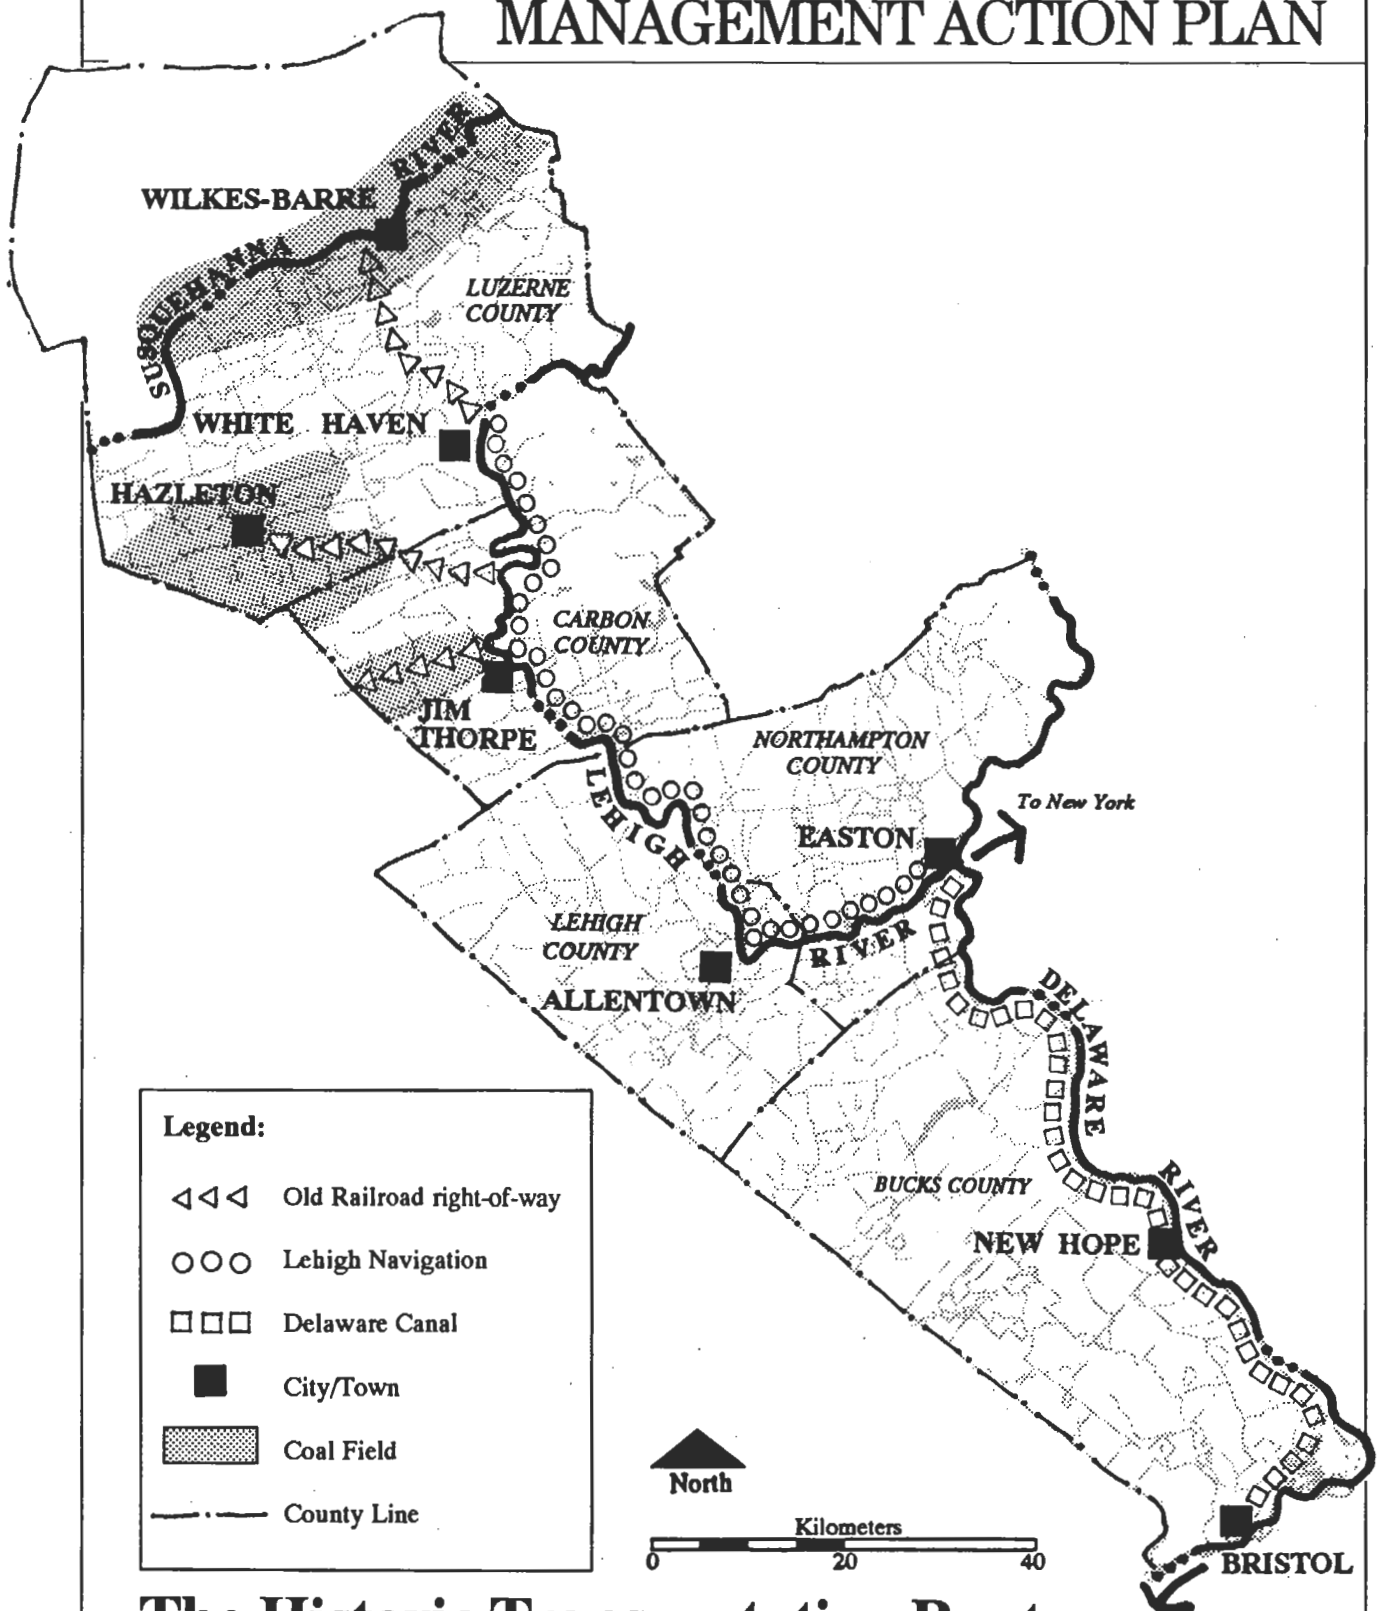 MANAGEMENT ACTION PLAN
SUSQUEHANNA RIVER
WILKES-BARRE
LUZERNE
COUNTY
WHITE HAVEN
HAZLETON
CARBON
COUNTY
JIM
THORPE
NORTHAMPTON
COUNTY
To New York
EASTON
LEHIGH RIVER
LEHIGH
COUNTY
ALLENTOWN
DELAWARE RIVER
BUCKS COUNTY
NEW HOPE
Legend:
Old Railroad right-of-way
Lehigh Navigation
Delaware Canal
City/Town
Coal Field
County Line
North
Kilometers
0 20 40
BRISTOL